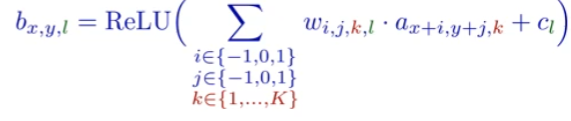 b_{x,y,l} = ReLU( ∑ w_{i,j,k,l} · a_{x+i,y+j,k} + c_l )
i∈{−1,0,1}
j∈{−1,0,1}
k∈{1,...,K}